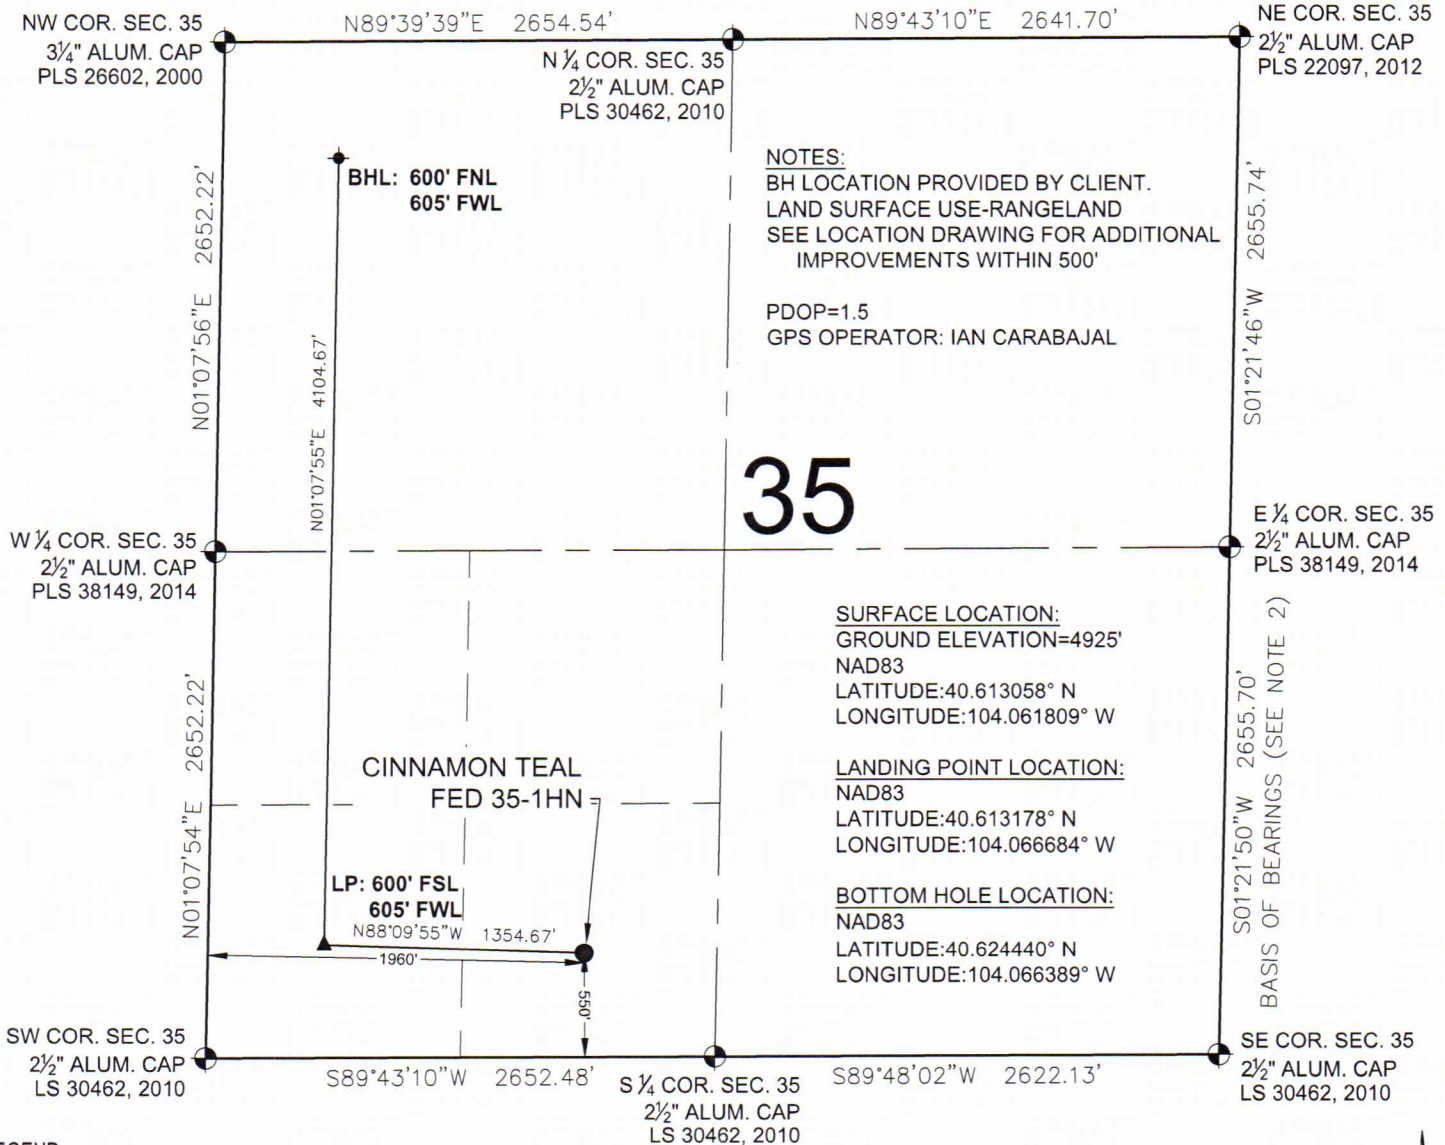 NW COR. SEC. 35
3¼" ALUM. CAP
PLS 26602, 2000
N89°39'39"E 2654.54'
N ¼ COR. SEC. 35
2½" ALUM. CAP
PLS 30462, 2010
N89°43'10"E 2641.70'
NE COR. SEC. 35
2½" ALUM. CAP
PLS 22097, 2012
BHL: 600' FNL
605' FWL
NOTES:
BH LOCATION PROVIDED BY CLIENT.
LAND SURFACE USE-RANGELAND
SEE LOCATION DRAWING FOR ADDITIONAL
IMPROVEMENTS WITHIN 500'
PDOP=1.5
GPS OPERATOR: IAN CARABAJAL
N01°07'56"E 2652.22'
N01°07'55"E 4104.67'
S01°21'46"W 2655.74'
35
W ¼ COR. SEC. 35
2½" ALUM. CAP
PLS 38149, 2014
E ¼ COR. SEC. 35
2½" ALUM. CAP
PLS 38149, 2014
SURFACE LOCATION:
GROUND ELEVATION=4925'
NAD83
LATITUDE:40.613058° N
LONGITUDE:104.061809° W
LANDING POINT LOCATION:
NAD83
LATITUDE:40.613178° N
LONGITUDE:104.066684° W
BOTTOM HOLE LOCATION:
NAD83
LATITUDE:40.624440° N
LONGITUDE:104.066389° W
N01°07'54"E 2652.22'
CINNAMON TEAL
FED 35-1HN
LP: 600' FSL
605' FWL
N88°09'55"W 1354.67'
1960'
550'
S01°21'50"W 2655.70'
BASIS OF BEARINGS (SEE NOTE 2)
SW COR. SEC. 35
2½" ALUM. CAP
LS 30462, 2010
S89°43'10"W 2652.48'
S ¼ COR. SEC. 35
2½" ALUM. CAP
LS 30462, 2010
S89°48'02"W 2622.13'
SE COR. SEC. 35
2½" ALUM. CAP
LS 30462, 2010